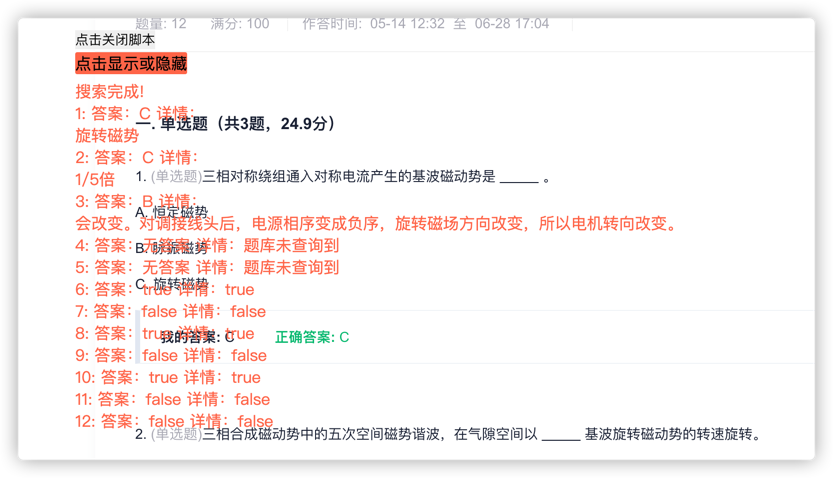 题量: 12 满分: 100 作答时间: 05-14 12:32 至 06-28 17:04
点击关闭脚本
点击显示或隐藏
搜索完成!
1: 答案：C 详情：
旋转磁势
2: 答案：C 详情：
1/5倍
3: 答案：B 详情：
会改变。对调接线头后，电源相序变成负序，旋转磁场方向改变，所以电机转向改变。
4: 答案：无答案 详情：题库未查询到
5: 答案：无答案 详情：题库未查询到
6: 答案：true 详情：true
7: 答案：false 详情：false
8: 答案：true 详情：true
9: 答案：false 详情：false
10: 答案：true 详情：true
11: 答案：false 详情：false
12: 答案：false 详情：false
一. 单选题（共3题，24.9分）
1. (单选题)三相对称绕组通入对称电流产生的基波磁动势是 _____ 。
A. 恒定磁势
B. 脉振磁势
C. 旋转磁势
我的答案: C 正确答案: C
2. (单选题)三相合成磁动势中的五次空间磁势谐波，在气隙空间以 _____ 基波旋转磁动势的转速旋转。